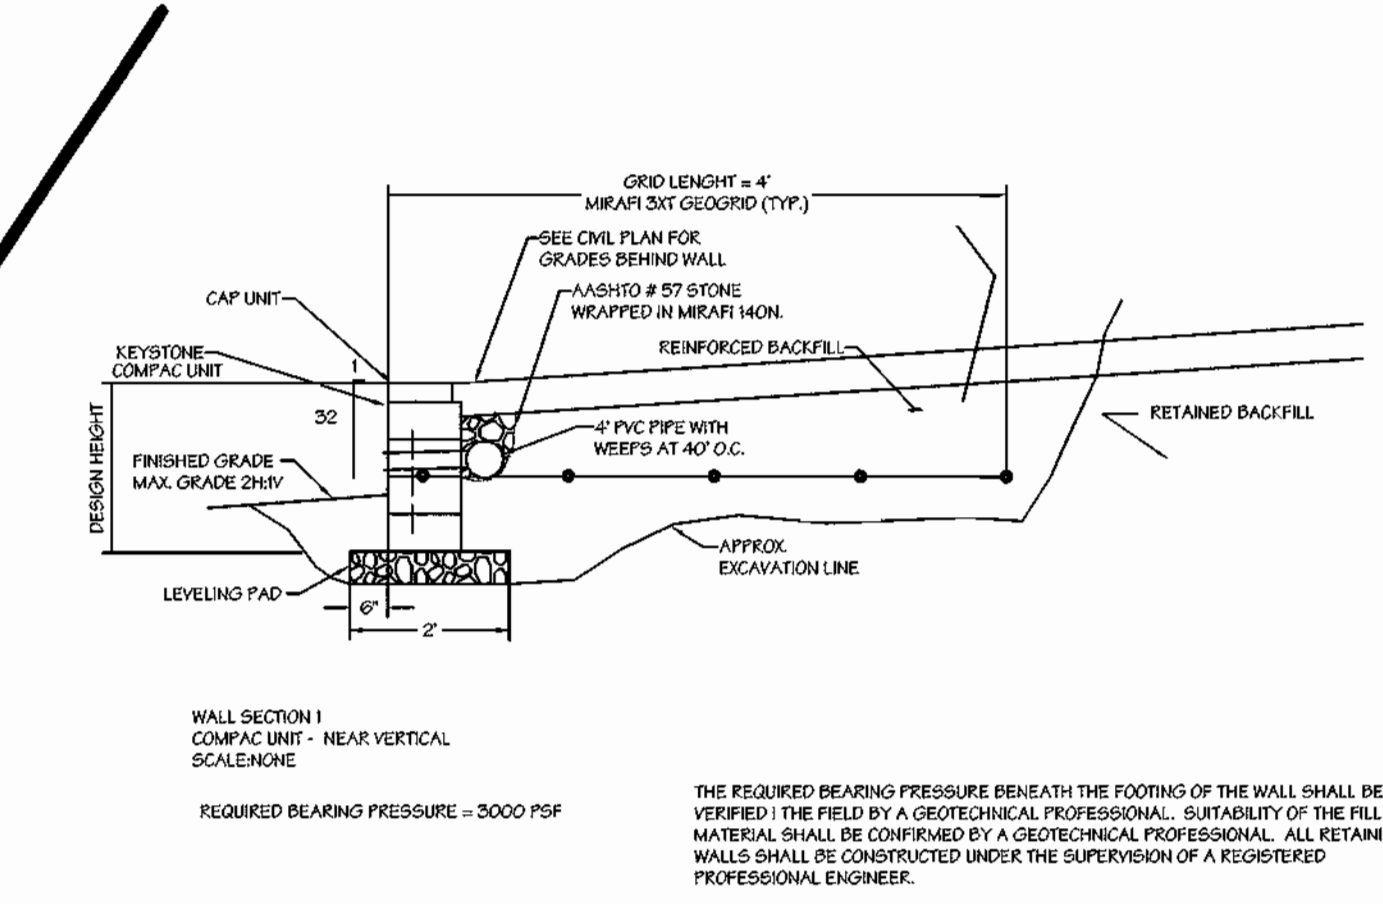 GRID LENGHT = 4'
MIRAFI 3XT GEOGRID (TYP.)
SEE CIVIL PLAN FOR
GRADES BEHIND WALL
CAP UNIT
AASHTO # 57 STONE
WRAPPED IN MIRAFI 140N.
KEYSTONE
COMPAC UNIT
1
REINFORCED BACKFILL
32
RETAINED BACKFILL
4" PVC PIPE WITH
WEEPS AT 40' O.C.
DESIGN HEIGHT
FINISHED GRADE
MAX. GRADE 2H:1V
APPROX.
EXCAVATION LINE
LEVELING PAD
6"
2'
WALL SECTION 1
COMPAC UNIT - NEAR VERTICAL
SCALE:NONE
REQUIRED BEARING PRESSURE = 3000 PSF
THE REQUIRED BEARING PRESSURE BENEATH THE FOOTING OF THE WALL SHALL BE
VERIFIED I THE FIELD BY A GEOTECHNICAL PROFESSIONAL. SUITABILITY OF THE FILL
MATERIAL SHALL BE CONFIRMED BY A GEOTECHNICAL PROFESSIONAL. ALL RETAINI
WALLS SHALL BE CONSTRUCTED UNDER THE SUPERVISION OF A REGISTERED
PROFESSIONAL ENGINEER.